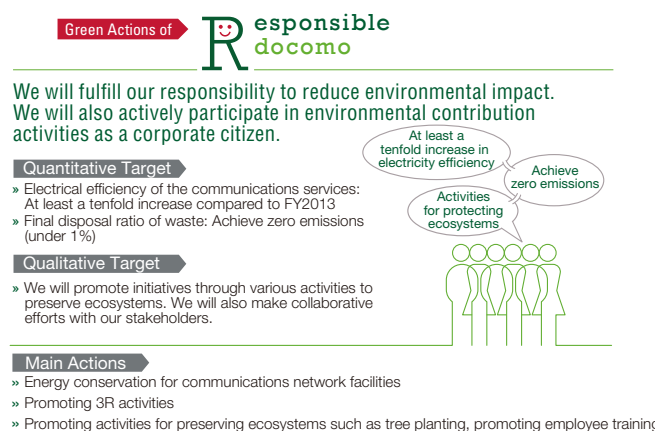 Green Actions of
Responsible
docomo
We will fulfill our responsibility to reduce environmental impact.
We will also actively participate in environmental contribution
activities as a corporate citizen.
At least a
tenfold increase in
electricity efficiency
Achieve
zero emissions
Activities
for protecting
ecosystems
Quantitative Target
» Electrical efficiency of the communications services:
At least a tenfold increase compared to FY2013
» Final disposal ratio of waste: Achieve zero emissions
(under 1%)
Qualitative Target
» We will promote initiatives through various activities to
preserve ecosystems. We will also make collaborative
efforts with our stakeholders.
Main Actions
» Energy conservation for communications network facilities
» Promoting 3R activities
» Promoting activities for preserving ecosystems such as tree planting, promoting employee training